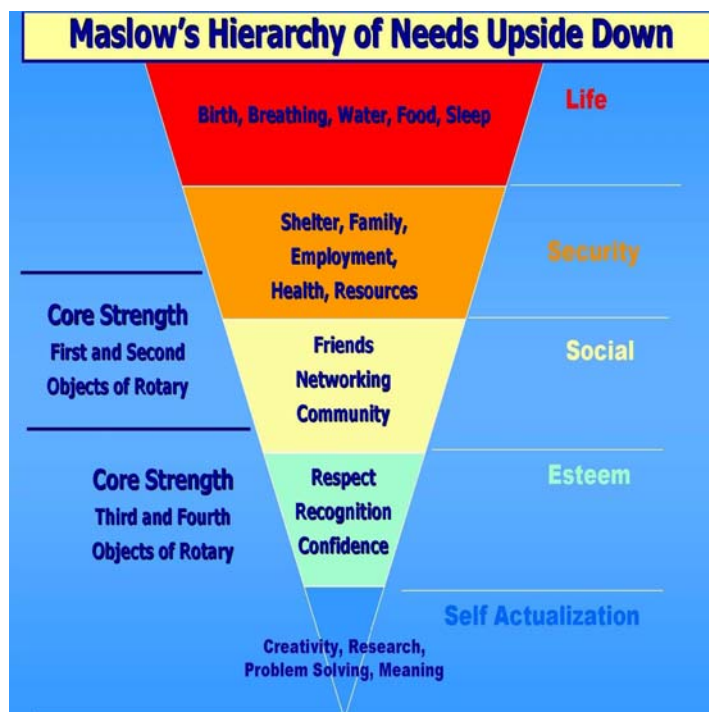 Maslow's Hierarchy of Needs Upside Down
Birth, Breathing, Water, Food, Sleep
Life
Shelter, Family,
Employment,
Health, Resources
Security
Core Strength
First and Second
Objects of Rotary
Friends
Networking
Community
Social
Core Strength
Third and Fourth
Objects of Rotary
Respect
Recognition
Confidence
Esteem
Self Actualization
Creativity, Research,
Problem Solving, Meaning